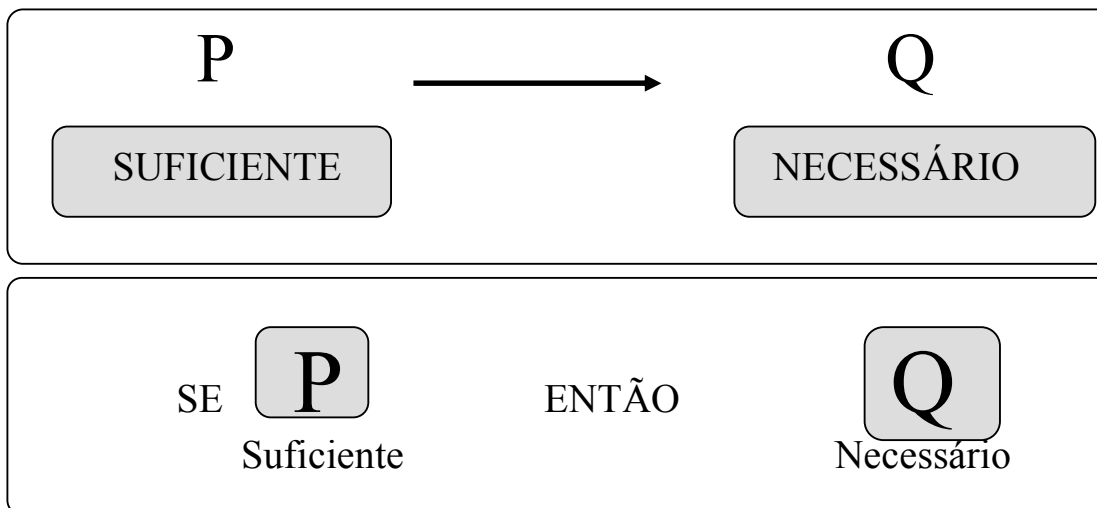 P Q
SUFICIENTE NECESSÁRIO
SE P ENTÃO Q
Suficiente Necessário